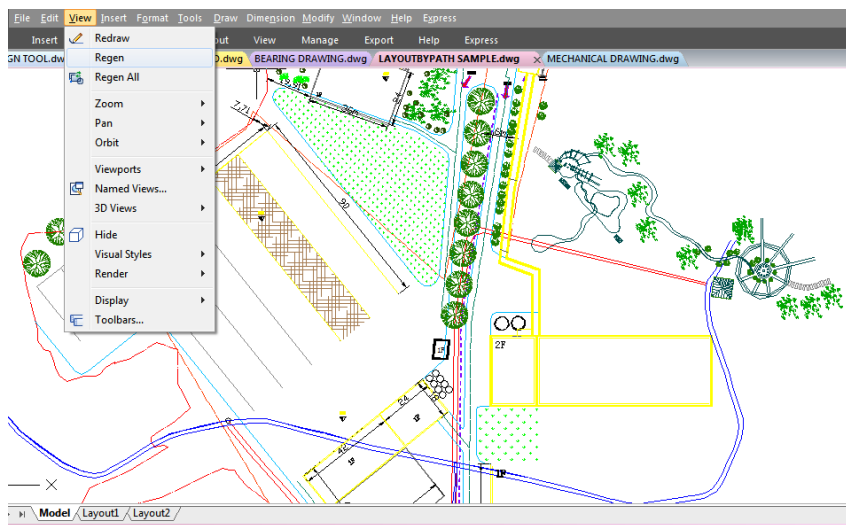 File Edit View Insert Format Tools Draw Dimension Modify Window Help Express
Insert out View Manage Export Help Express
GN TOOL.dw D.dwg BEARING DRAWING.dwg LAYOUTBYPATH SAMPLE.dwg × MECHANICAL DRAWING.dwg
Redraw
Regen
Regen All
Zoom
Pan
Orbit
Viewports
Named Views...
3D Views
Hide
Visual Styles
Render
Display
Toolbars...
7,71
90
1F
2F
24
42
1F
1F
1F
X
Model Layout1 Layout2